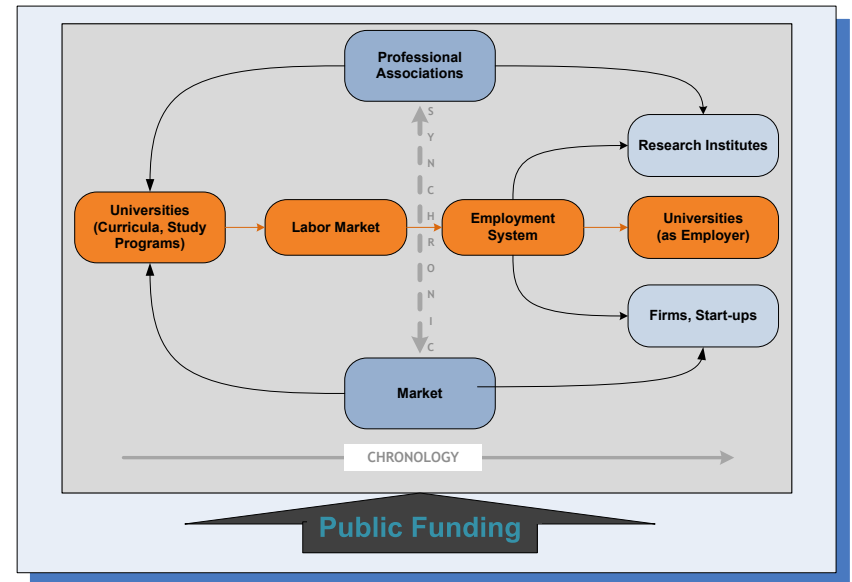 Professional
Associations
SYNCHRONIC
Research Institutes
Universities
(Curricula, Study
Programs)
Labor Market
Employment
System
Universities
(as Employer)
Firms, Start-ups
Market
CHRONOLOGY
Public Funding